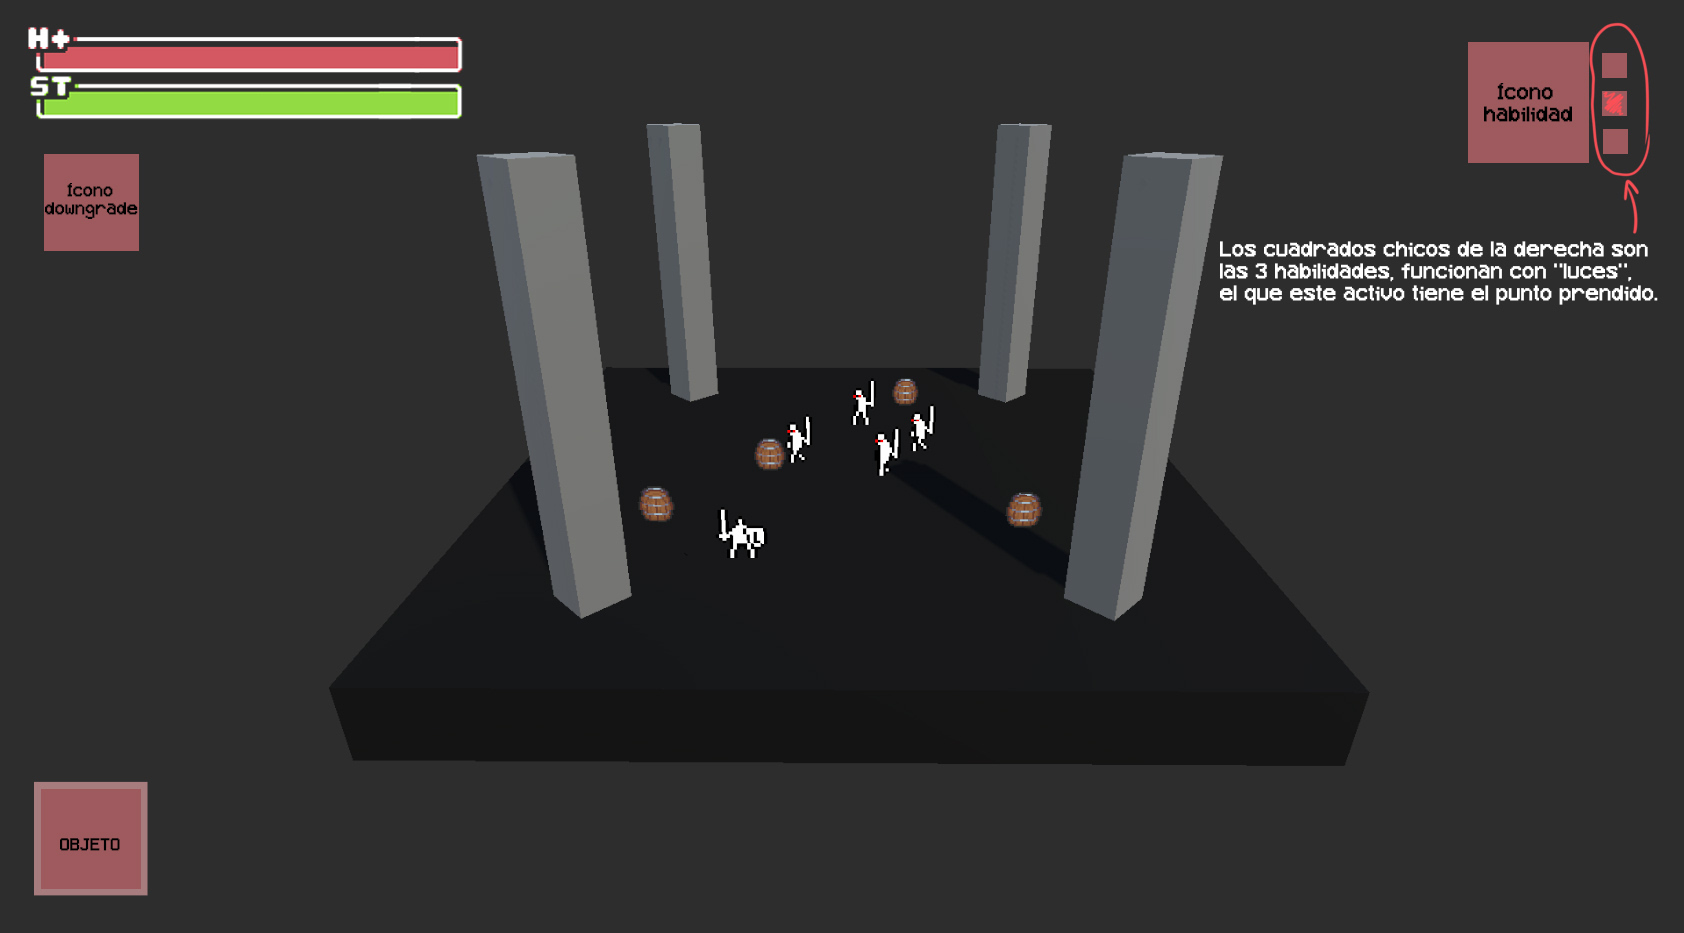 H+
ST
Ícono
downgrade
Ícono
habilidad
Los cuadrados chicos de la derecha son
las 3 habilidades, funcionan con "luces",
el que este activo tiene el punto prendido.
OBJETO